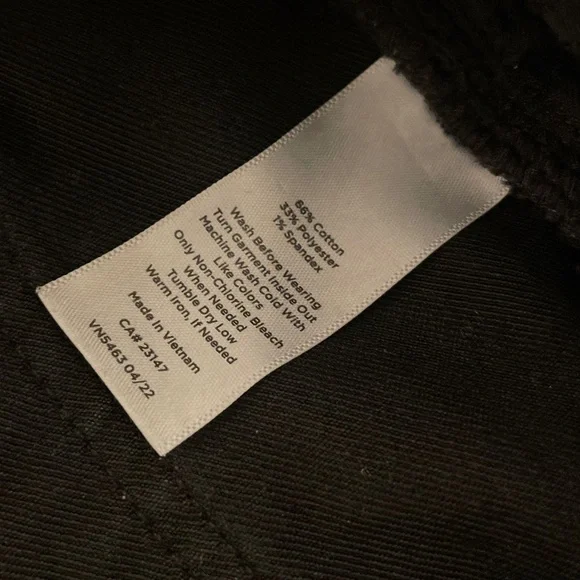 66% Cotton
33% Polyester
1% Spandex
Wash Before Wearing
Turn Garment Inside Out
Machine Wash Cold With
Like Colors
Only Non-Chlorine Bleach
When Needed
Tumble Dry Low
Warm Iron, If Needed
Made In Vietnam
CA# 23147
VN5463 04/22